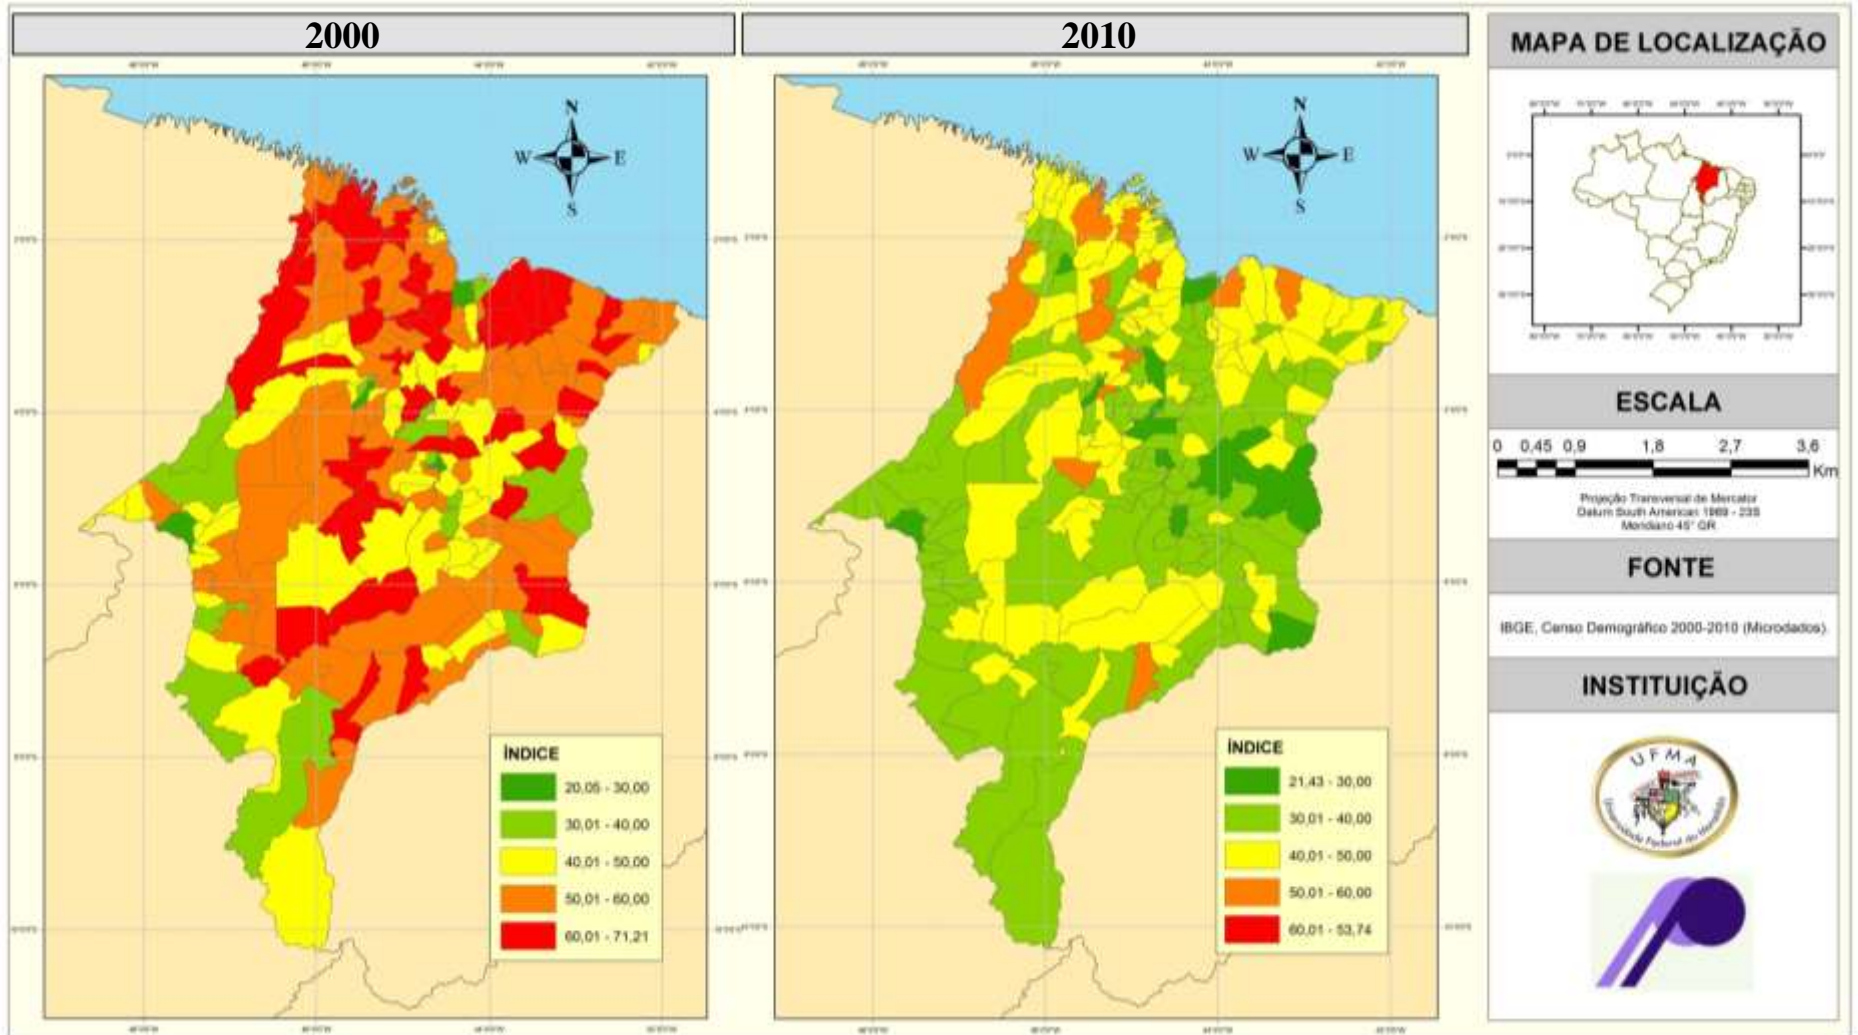 2000
2010
N
W E
S
N
W E
S
ÍNDICE
20,05 - 30,00
30,01 - 40,00
40,01 - 50,00
50,01 - 60,00
60,01 - 71,21
ÍNDICE
21,43 - 30,00
30,01 - 40,00
40,01 - 50,00
50,01 - 60,00
60,01 - 53,74
MAPA DE LOCALIZAÇÃO
ESCALA
0 0,45 0,9 1,8 2,7 3,6
Km
Projeção Transversal de Mercator
Datum South American 1969 - 23S
Meridiano 45° GR
FONTE
IBGE, Censo Demográfico 2000-2010 (Microdados).
INSTITUIÇÃO
UFMA
Universidade Federal do Maranhão